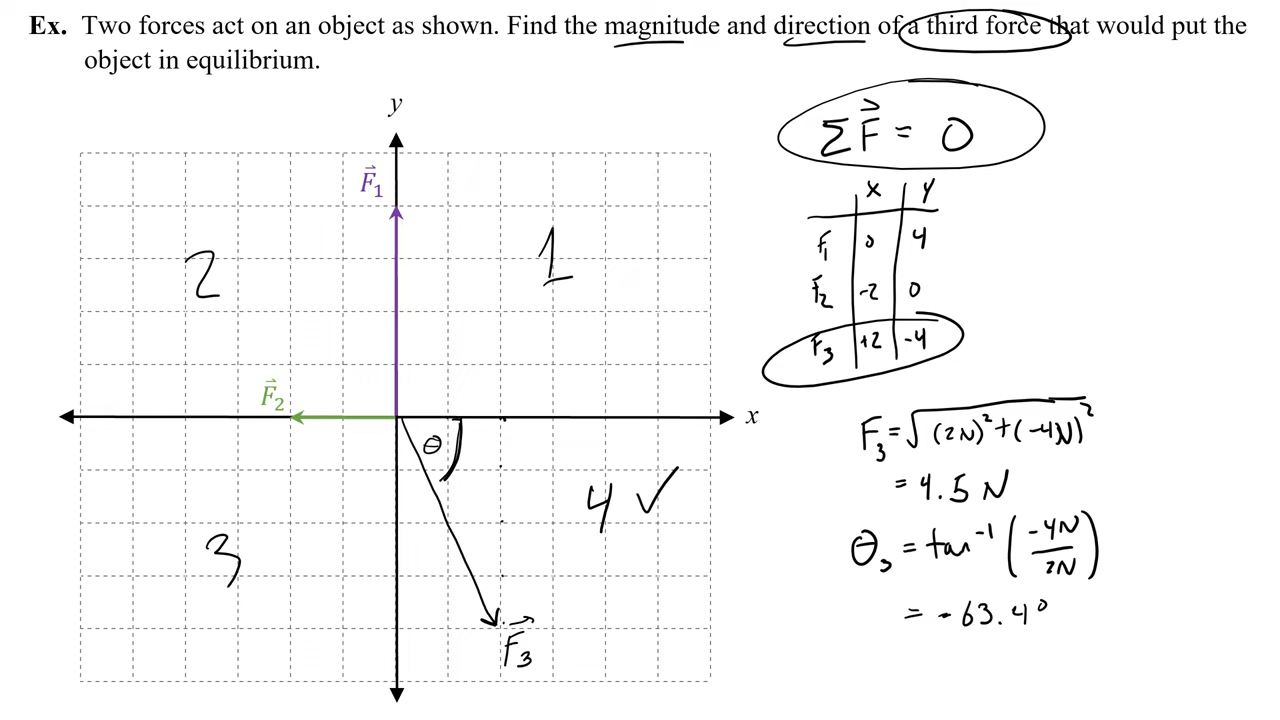 Ex. Two forces act on an object as shown. Find the magnitude and direction of a third force that would put the
object in equilibrium.
y
ΣF⃗ = 0
F⃗₁
x y
F₁ 0 4
2
1
F₂ -2 0
F₃ +2 -4
F⃗₂
x
θ
F₃ = √(2N)² + (-4N)²
= 4.5 N
4 ✓
3
θ₃ = tan⁻¹ (-4N/2N)
= -63.4°
F⃗₃